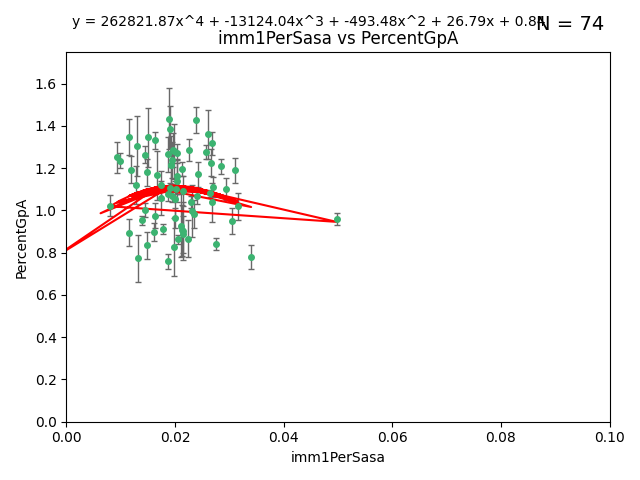 y = 262821.87x^4 + -13124.04x^3 + -493.48x^2 + 26.79x + 0.84
N = 74
imm1PerSasa vs PercentGpA
PercentGpA
1.6
1.4
1.2
1.0
0.8
0.6
0.4
0.2
0.0
0.00 0.02 0.04 0.06 0.08 0.10
imm1PerSasa